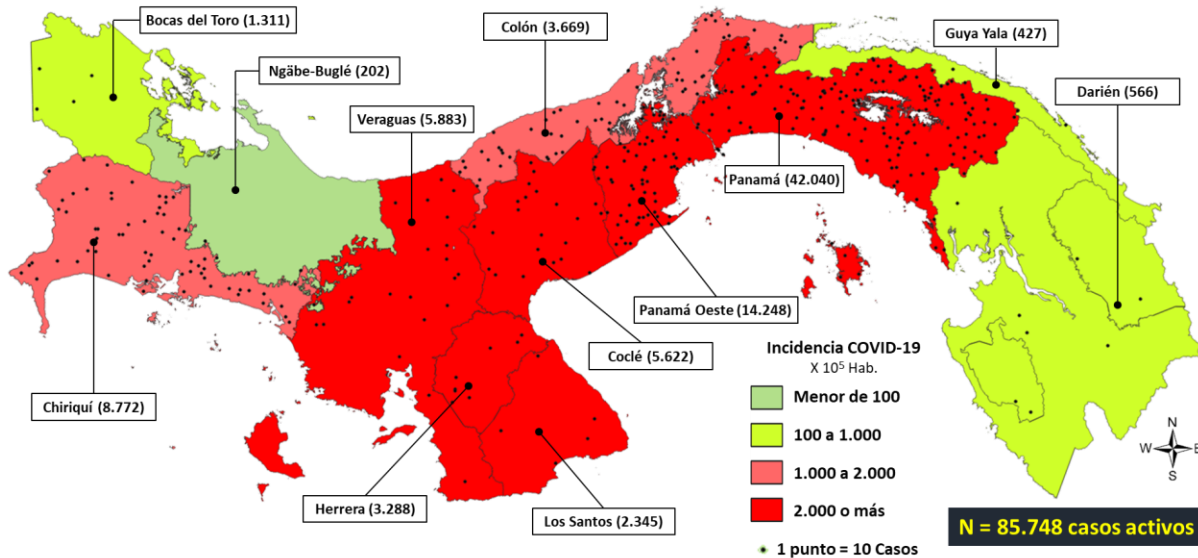 Bocas del Toro (1.311)
Colón (3.669)
Guya Yala (427)
Ngäbe-Buglé (202)
Darién (566)
Veraguas (5.883)
Panamá (42.040)
Panamá Oeste (14.248)
Coclé (5.622)
Chiriquí (8.772)
Herrera (3.288)
Los Santos (2.345)
Incidencia COVID-19
X 10⁵ Hab.
Menor de 100
100 a 1.000
1.000 a 2.000
2.000 o más
1 punto = 10 Casos
N
W E
S
N = 85.748 casos activos